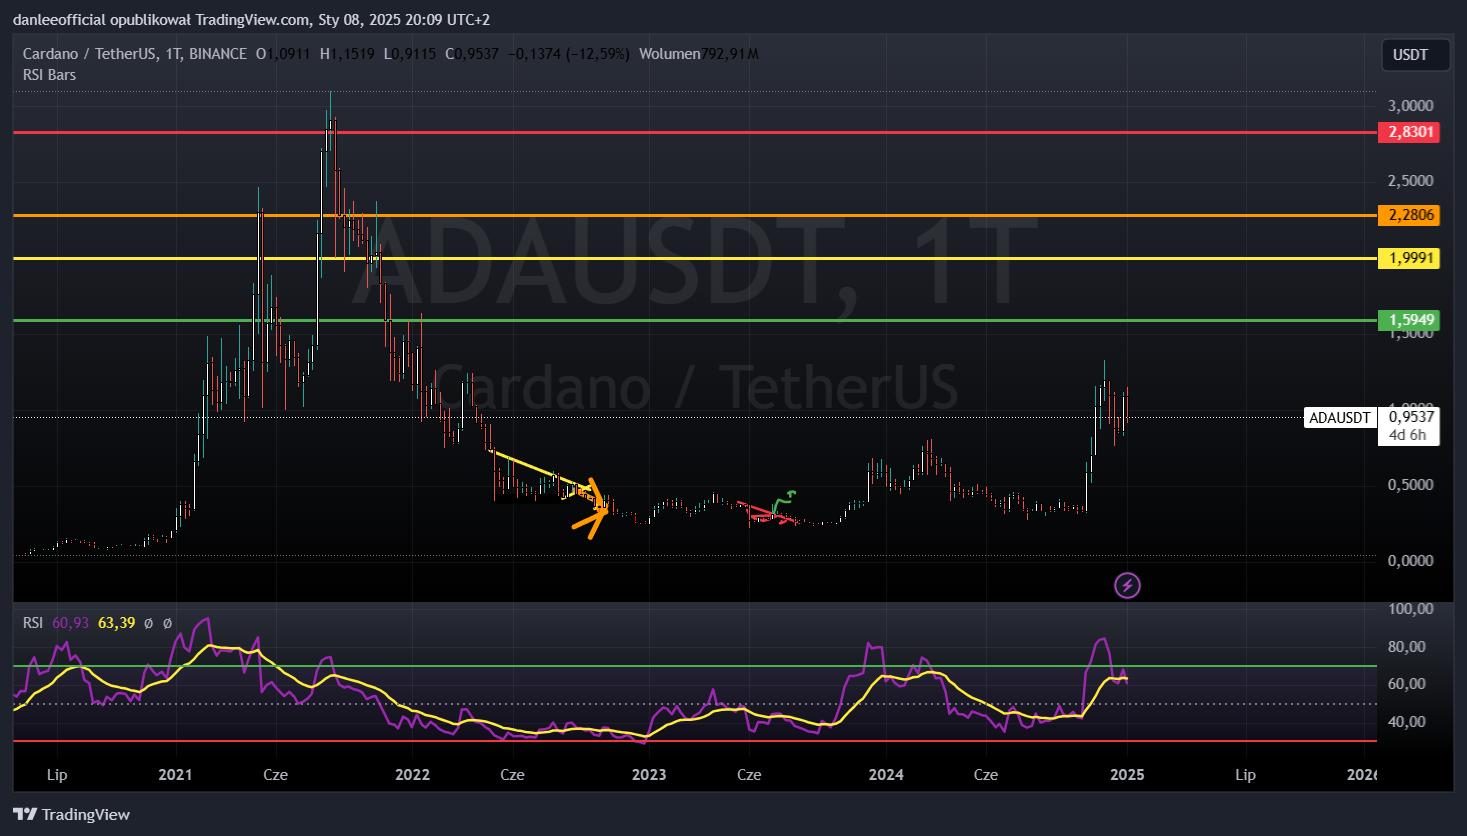 danleeofficial opublikował TradingView.com, Sty 08, 2025 20:09 UTC+2
Cardano / TetherUS, 1T, BINANCE O1,0911 H1,1519 L0,9115 C0,9537 −0,1374 (−12,59%) Wolumen792,91M
RSI Bars
USDT
3,0000
2,8301
2,5000
2,2806
1,9991
1,5949
1,5000
1,0000
ADAUSDT 0,9537
4d 6h
0,5000
0,0000
ADAUSDT, 1T
Cardano / TetherUS
RSI 60,93 63,39 ø ø
100,00
80,00
60,00
40,00
Lip 2021 Cze 2022 Cze 2023 Cze 2024 Cze 2025 Lip 2026
TradingView